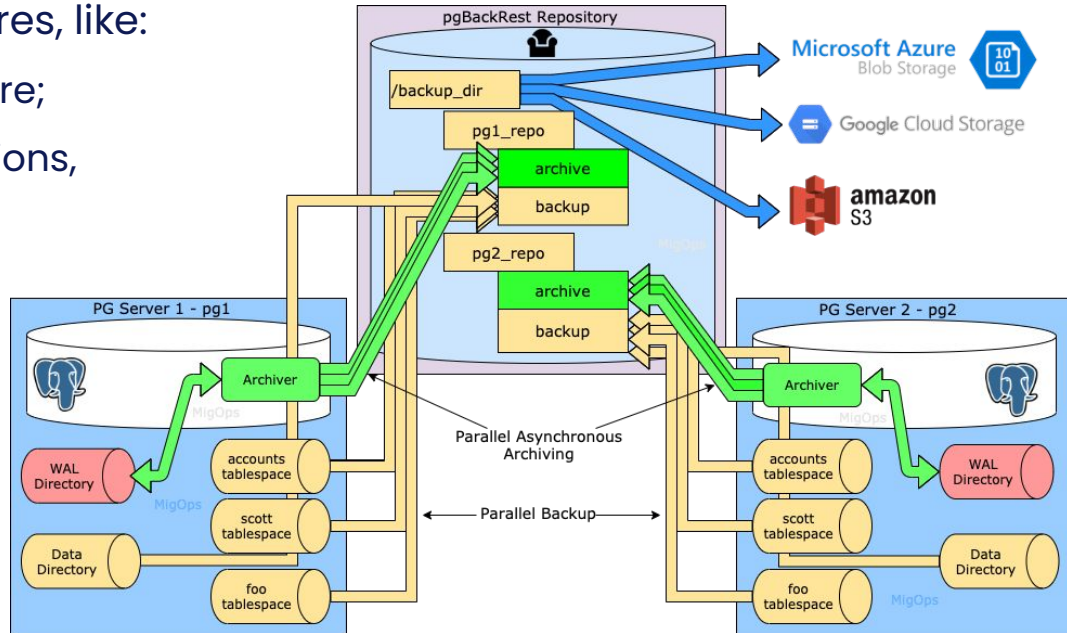 res, like:
re;
ions,
pgBackRest Repository
/backup_dir
pg1_repo
archive
backup
pg2_repo
archive
backup
MigOps
Microsoft Azure
Blob Storage
10
01
Google Cloud Storage
amazon
S3
PG Server 1 - pg1
Archiver
MigOps
WAL
Directory
MigOps
Data
Directory
accounts
tablespace
scott
tablespace
foo
tablespace
Parallel Asynchronous
Archiving
Parallel Backup
PG Server 2 - pg2
Archiver
MigOps
accounts
tablespace
scott
tablespace
foo
tablespace
WAL
Directory
Data
Directory
MigOps